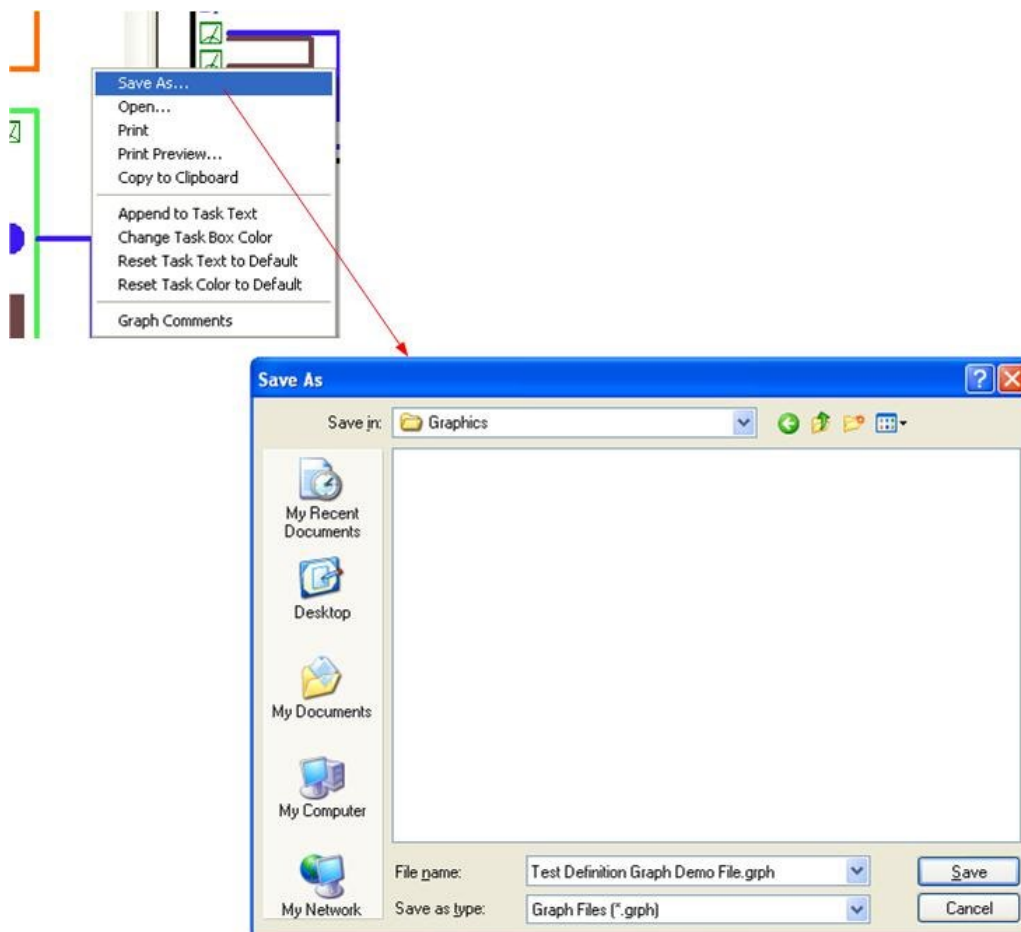 Save As...
Open...
Print
Print Preview...
Copy to Clipboard
Append to Task Text
Change Task Box Color
Reset Task Text to Default
Reset Task Color to Default
Graph Comments
Save As
Save in: Graphics
My Recent
Documents
Desktop
My Documents
My Computer
My Network
File name: Test Definition Graph Demo File.grph Save
Save as type: Graph Files (*.grph) Cancel